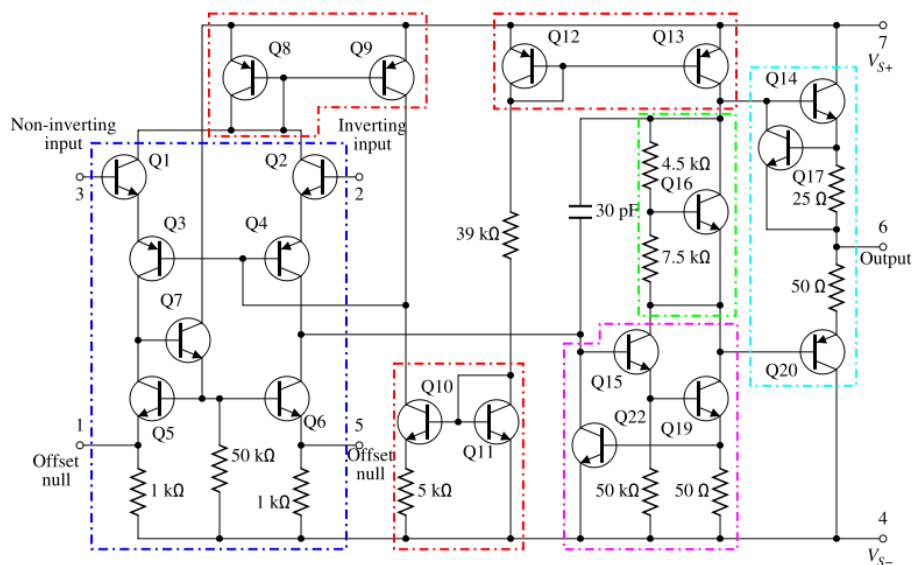 Q8
Q9
Q12
Q13
7
V_S+
Q14
Non-inverting
input
Inverting
input
Q1
Q2
3
2
4.5 kΩ
Q16
Q17
25 Ω
30 pF
Q3
Q4
39 kΩ
7.5 kΩ
6
Output
50 Ω
Q7
Q15
Q20
Q10
Q22
1
Q5
Q6
5
Q11
Q19
Offset
null
50 kΩ
Offset
null
1 kΩ
1 kΩ
5 kΩ
50 kΩ
50 Ω
4
V_S−